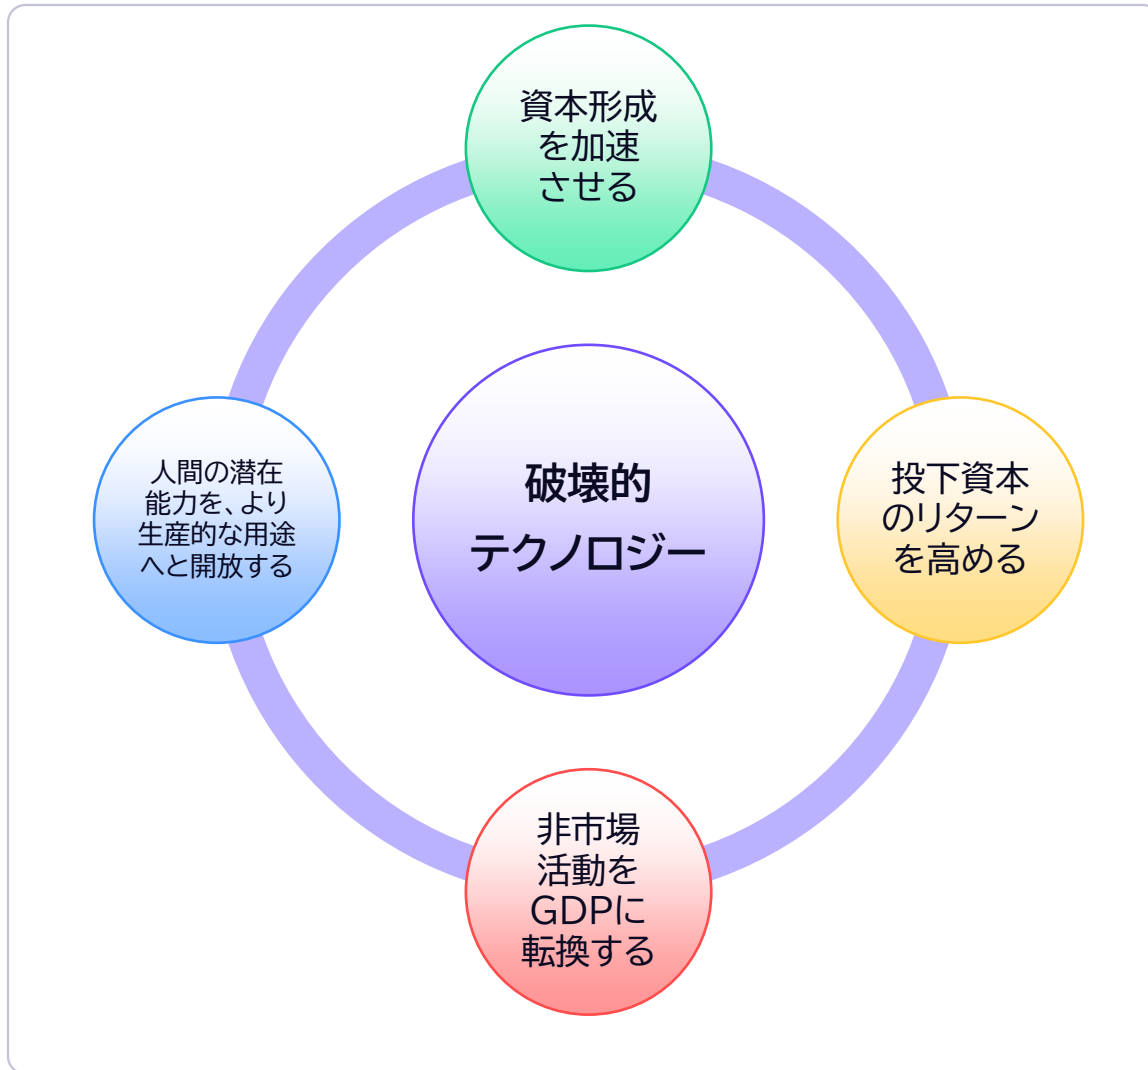 資本形成
を加速
させる
人間の潜在
能力を、より
生産的な用途
へと開放する
破壊的
テクノロジー
投下資本
のリターン
を高める
非市場
活動を
GDPに
転換する